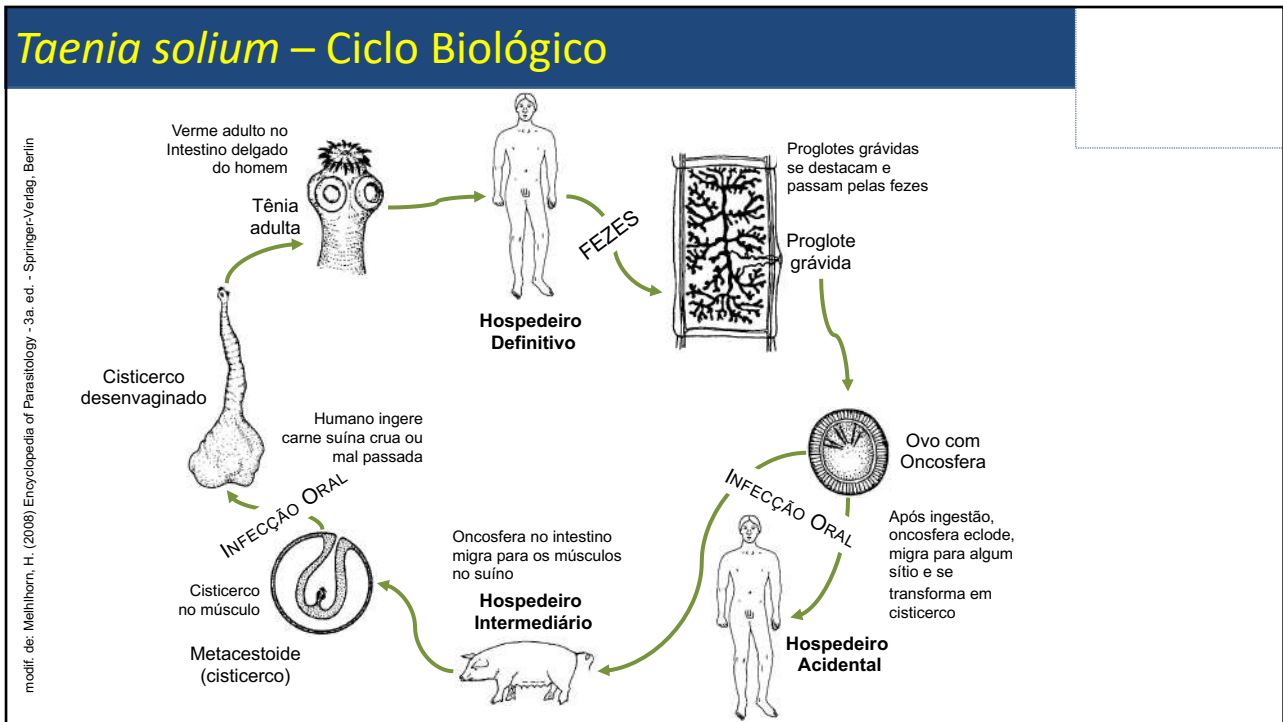 Taenia solium – Ciclo Biológico
modif. de: Melhlhorn, H. (2008) Encyclopedia of Parasitology - 3a. ed. - Springer-Verlag, Berlin
Verme adulto no
Intestino delgado
do homem
Tênia
adulta
Hospedeiro
Definitivo
FEZES
Proglotes grávidas
se destacam e
passam pelas fezes
Proglote
grávida
Ovo com
Oncosfera
INFECÇÃO ORAL
Após ingestão,
oncosfera eclode,
migra para algum
sítio e se
transforma em
cisticerco
Hospedeiro
Acidental
Oncosfera no intestino
migra para os músculos
no suíno
Hospedeiro
Intermediário
Cisticerco
no músculo
Metacestoide
(cisticerco)
INFECÇÃO ORAL
Humano ingere
carne suína crua ou
mal passada
Cisticerco
desenvaginado